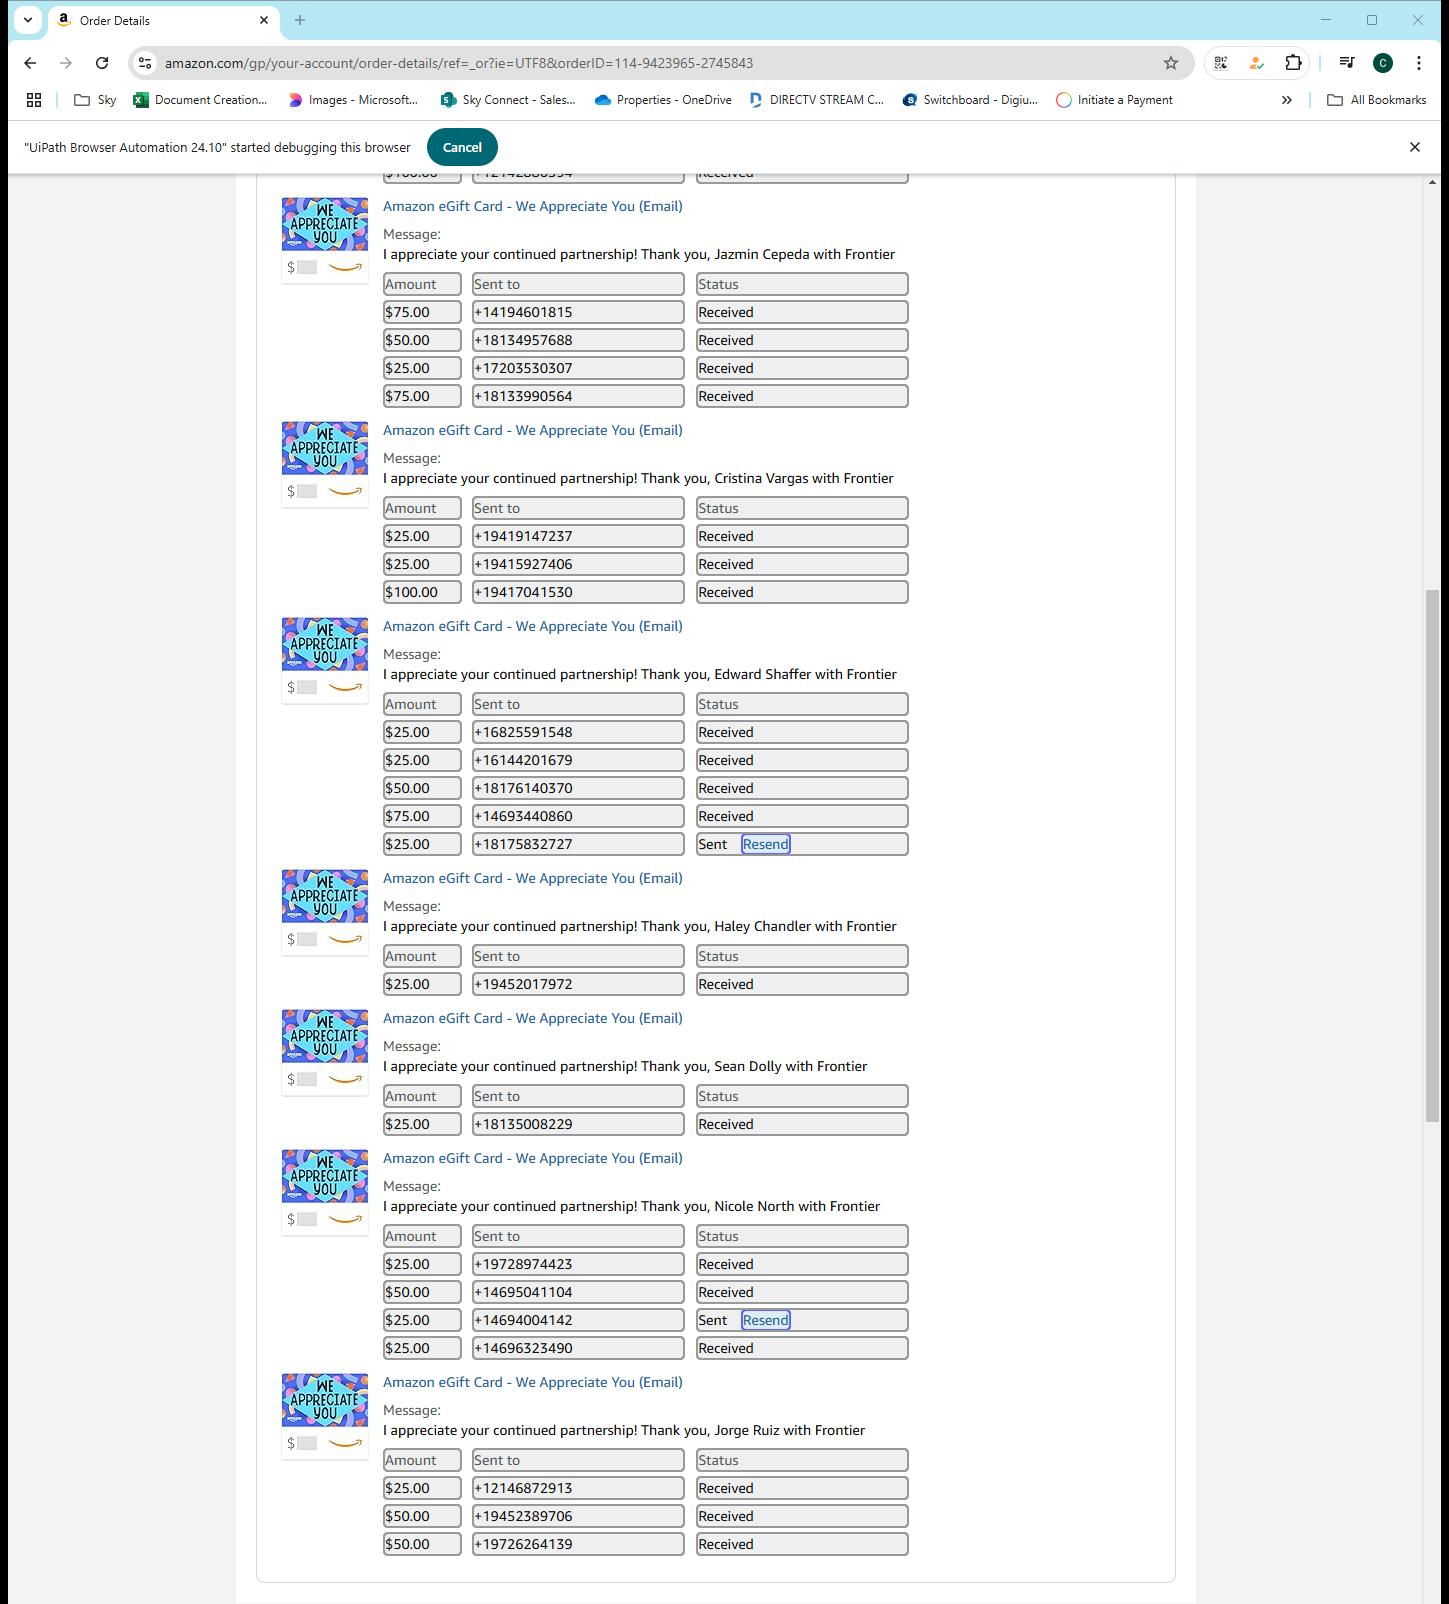 Order Details
amazon.com/gp/your-account/order-details/ref=_or?ie=UTF8&orderID=114-9423965-2745843
Sky Document Creation... Images - Microsoft... Sky Connect - Sales... Properties - OneDrive DIRECTV STREAM C... Switchboard - Digiu... Initiate a Payment » All Bookmarks
"UiPath Browser Automation 24.10" started debugging this browser Cancel
Amazon eGift Card - We Appreciate You (Email)
WE APPRECIATE YOU
$
Message:
I appreciate your continued partnership! Thank you, Jazmin Cepeda with Frontier
Amount Sent to Status
$75.00 +14194601815 Received
$50.00 +18134957688 Received
$25.00 +17203530307 Received
$75.00 +18133990564 Received
Amazon eGift Card - We Appreciate You (Email)
WE APPRECIATE YOU
$
Message:
I appreciate your continued partnership! Thank you, Cristina Vargas with Frontier
Amount Sent to Status
$25.00 +19419147237 Received
$25.00 +19415927406 Received
$100.00 +19417041530 Received
Amazon eGift Card - We Appreciate You (Email)
WE APPRECIATE YOU
$
Message:
I appreciate your continued partnership! Thank you, Edward Shaffer with Frontier
Amount Sent to Status
$25.00 +16825591548 Received
$25.00 +16144201679 Received
$50.00 +18176140370 Received
$75.00 +14693440860 Received
$25.00 +18175832727 Sent Resend
Amazon eGift Card - We Appreciate You (Email)
WE APPRECIATE YOU
$
Message:
I appreciate your continued partnership! Thank you, Haley Chandler with Frontier
Amount Sent to Status
$25.00 +19452017972 Received
Amazon eGift Card - We Appreciate You (Email)
WE APPRECIATE YOU
$
Message:
I appreciate your continued partnership! Thank you, Sean Dolly with Frontier
Amount Sent to Status
$25.00 +18135008229 Received
Amazon eGift Card - We Appreciate You (Email)
WE APPRECIATE YOU
$
Message:
I appreciate your continued partnership! Thank you, Nicole North with Frontier
Amount Sent to Status
$25.00 +19728974423 Received
$50.00 +14695041104 Received
$25.00 +14694004142 Sent Resend
$25.00 +14696323490 Received
Amazon eGift Card - We Appreciate You (Email)
WE APPRECIATE YOU
$
Message:
I appreciate your continued partnership! Thank you, Jorge Ruiz with Frontier
Amount Sent to Status
$25.00 +12146872913 Received
$50.00 +19452389706 Received
$50.00 +19726264139 Received